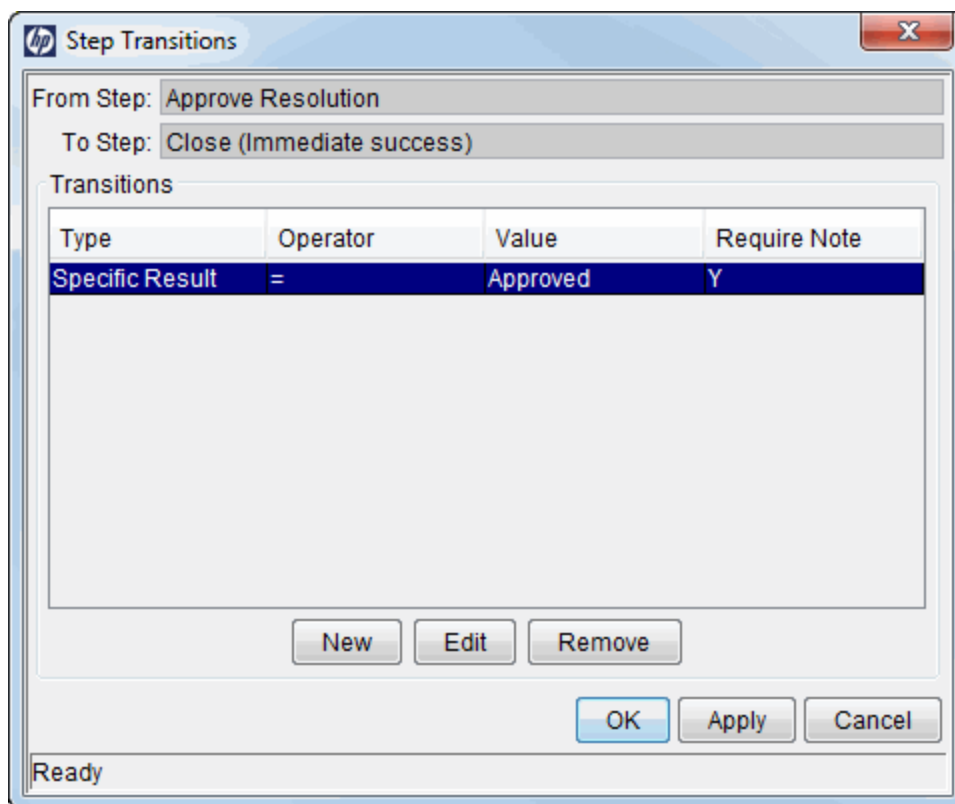 hp Step Transitions X
From Step: Approve Resolution
To Step: Close (Immediate success)
Transitions
Type Operator Value Require Note
Specific Result = Approved Y
New Edit Remove
OK Apply Cancel
Ready